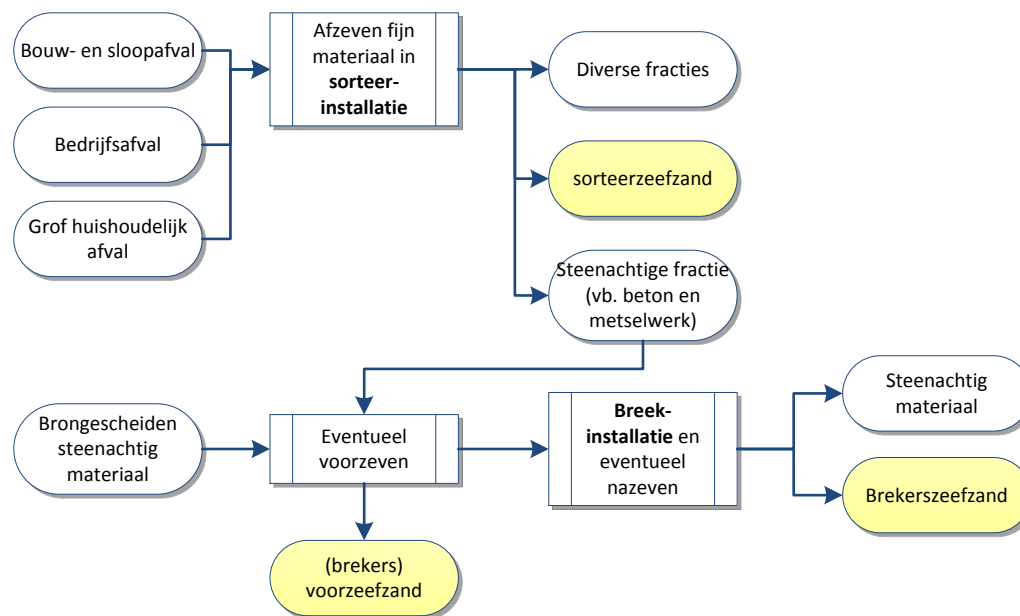 Bouw- en sloopafval
Bedrijfsafval
Grof huishoudelijk
afval
Afzeven fijn
materiaal in
sorteer-
installatie
Diverse fracties
sorteerzeefzand
Steenachtige fractie
(vb. beton en
metselwerk)
Brongescheiden
steenachtig
materiaal
Eventueel
voorzeven
Breek-
installatie en
eventueel
nazeven
Steenachtig
materiaal
Brekerszeefzand
(brekers)
voorzeefzand